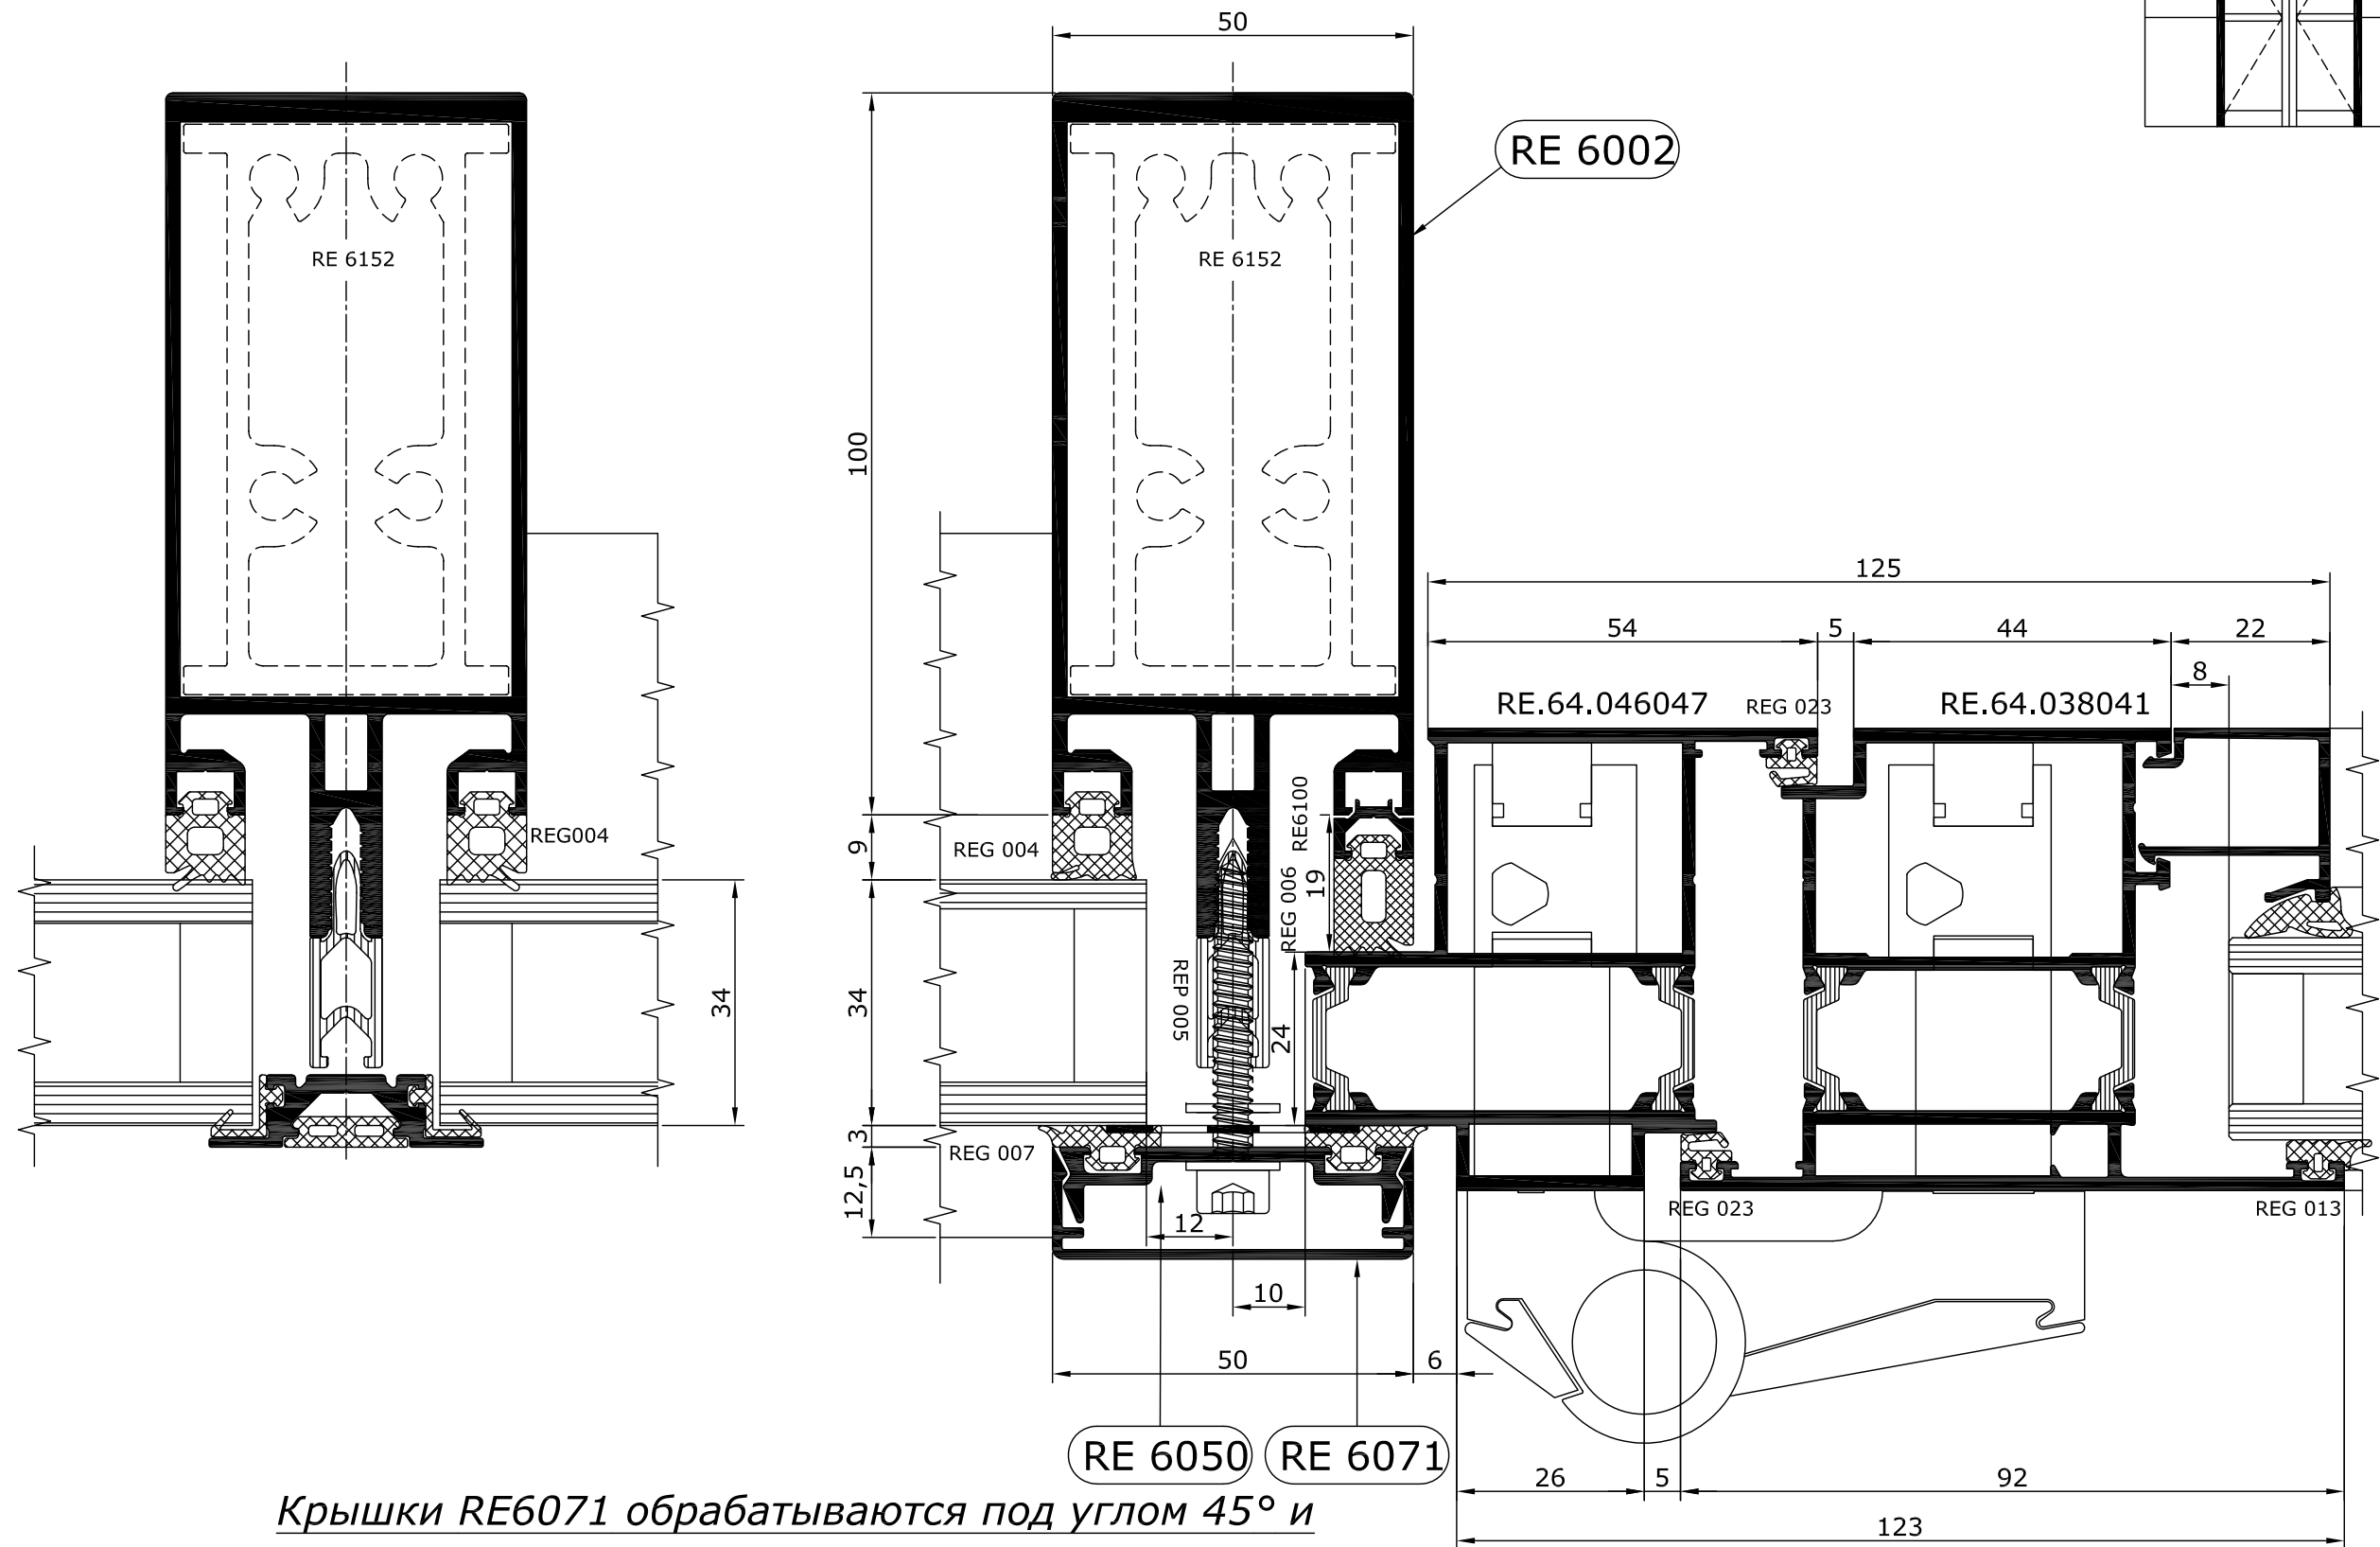 50
RE 6002
RE 6152
RE 6152
100
125
54
5
44
22
8
RE.64.046047
REG 023
RE.64.038041
REG004
REG 004
9
RE6100
19
REG 006
34
34
REP 005
24
3
REG 007
12,5
12
REG 023
REG 013
10
50
6
RE 6050
RE 6071
26
5
92
Крышки RE6071 обрабатываются под углом 45° и
123